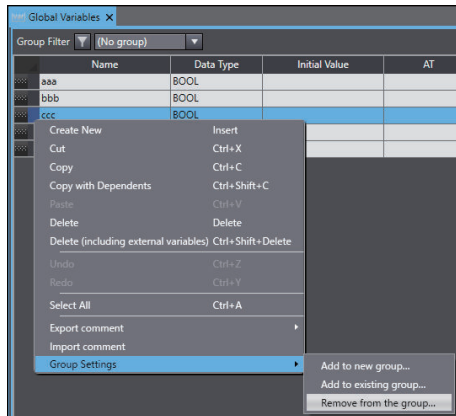 Global Variables X
Group Filter (No group)
Name Data Type Initial Value AT
aaa BOOL
bbb BOOL
ccc BOOL
Create New Insert
Cut Ctrl+X
Copy Ctrl+C
Copy with Dependents Ctrl+Shift+C
Paste Ctrl+V
Delete Delete
Delete (including external variables) Ctrl+Shift+Delete
Undo Ctrl+Z
Redo Ctrl+Y
Select All Ctrl+A
Export comment
Import comment
Group Settings
Add to new group...
Add to existing group...
Remove from the group...